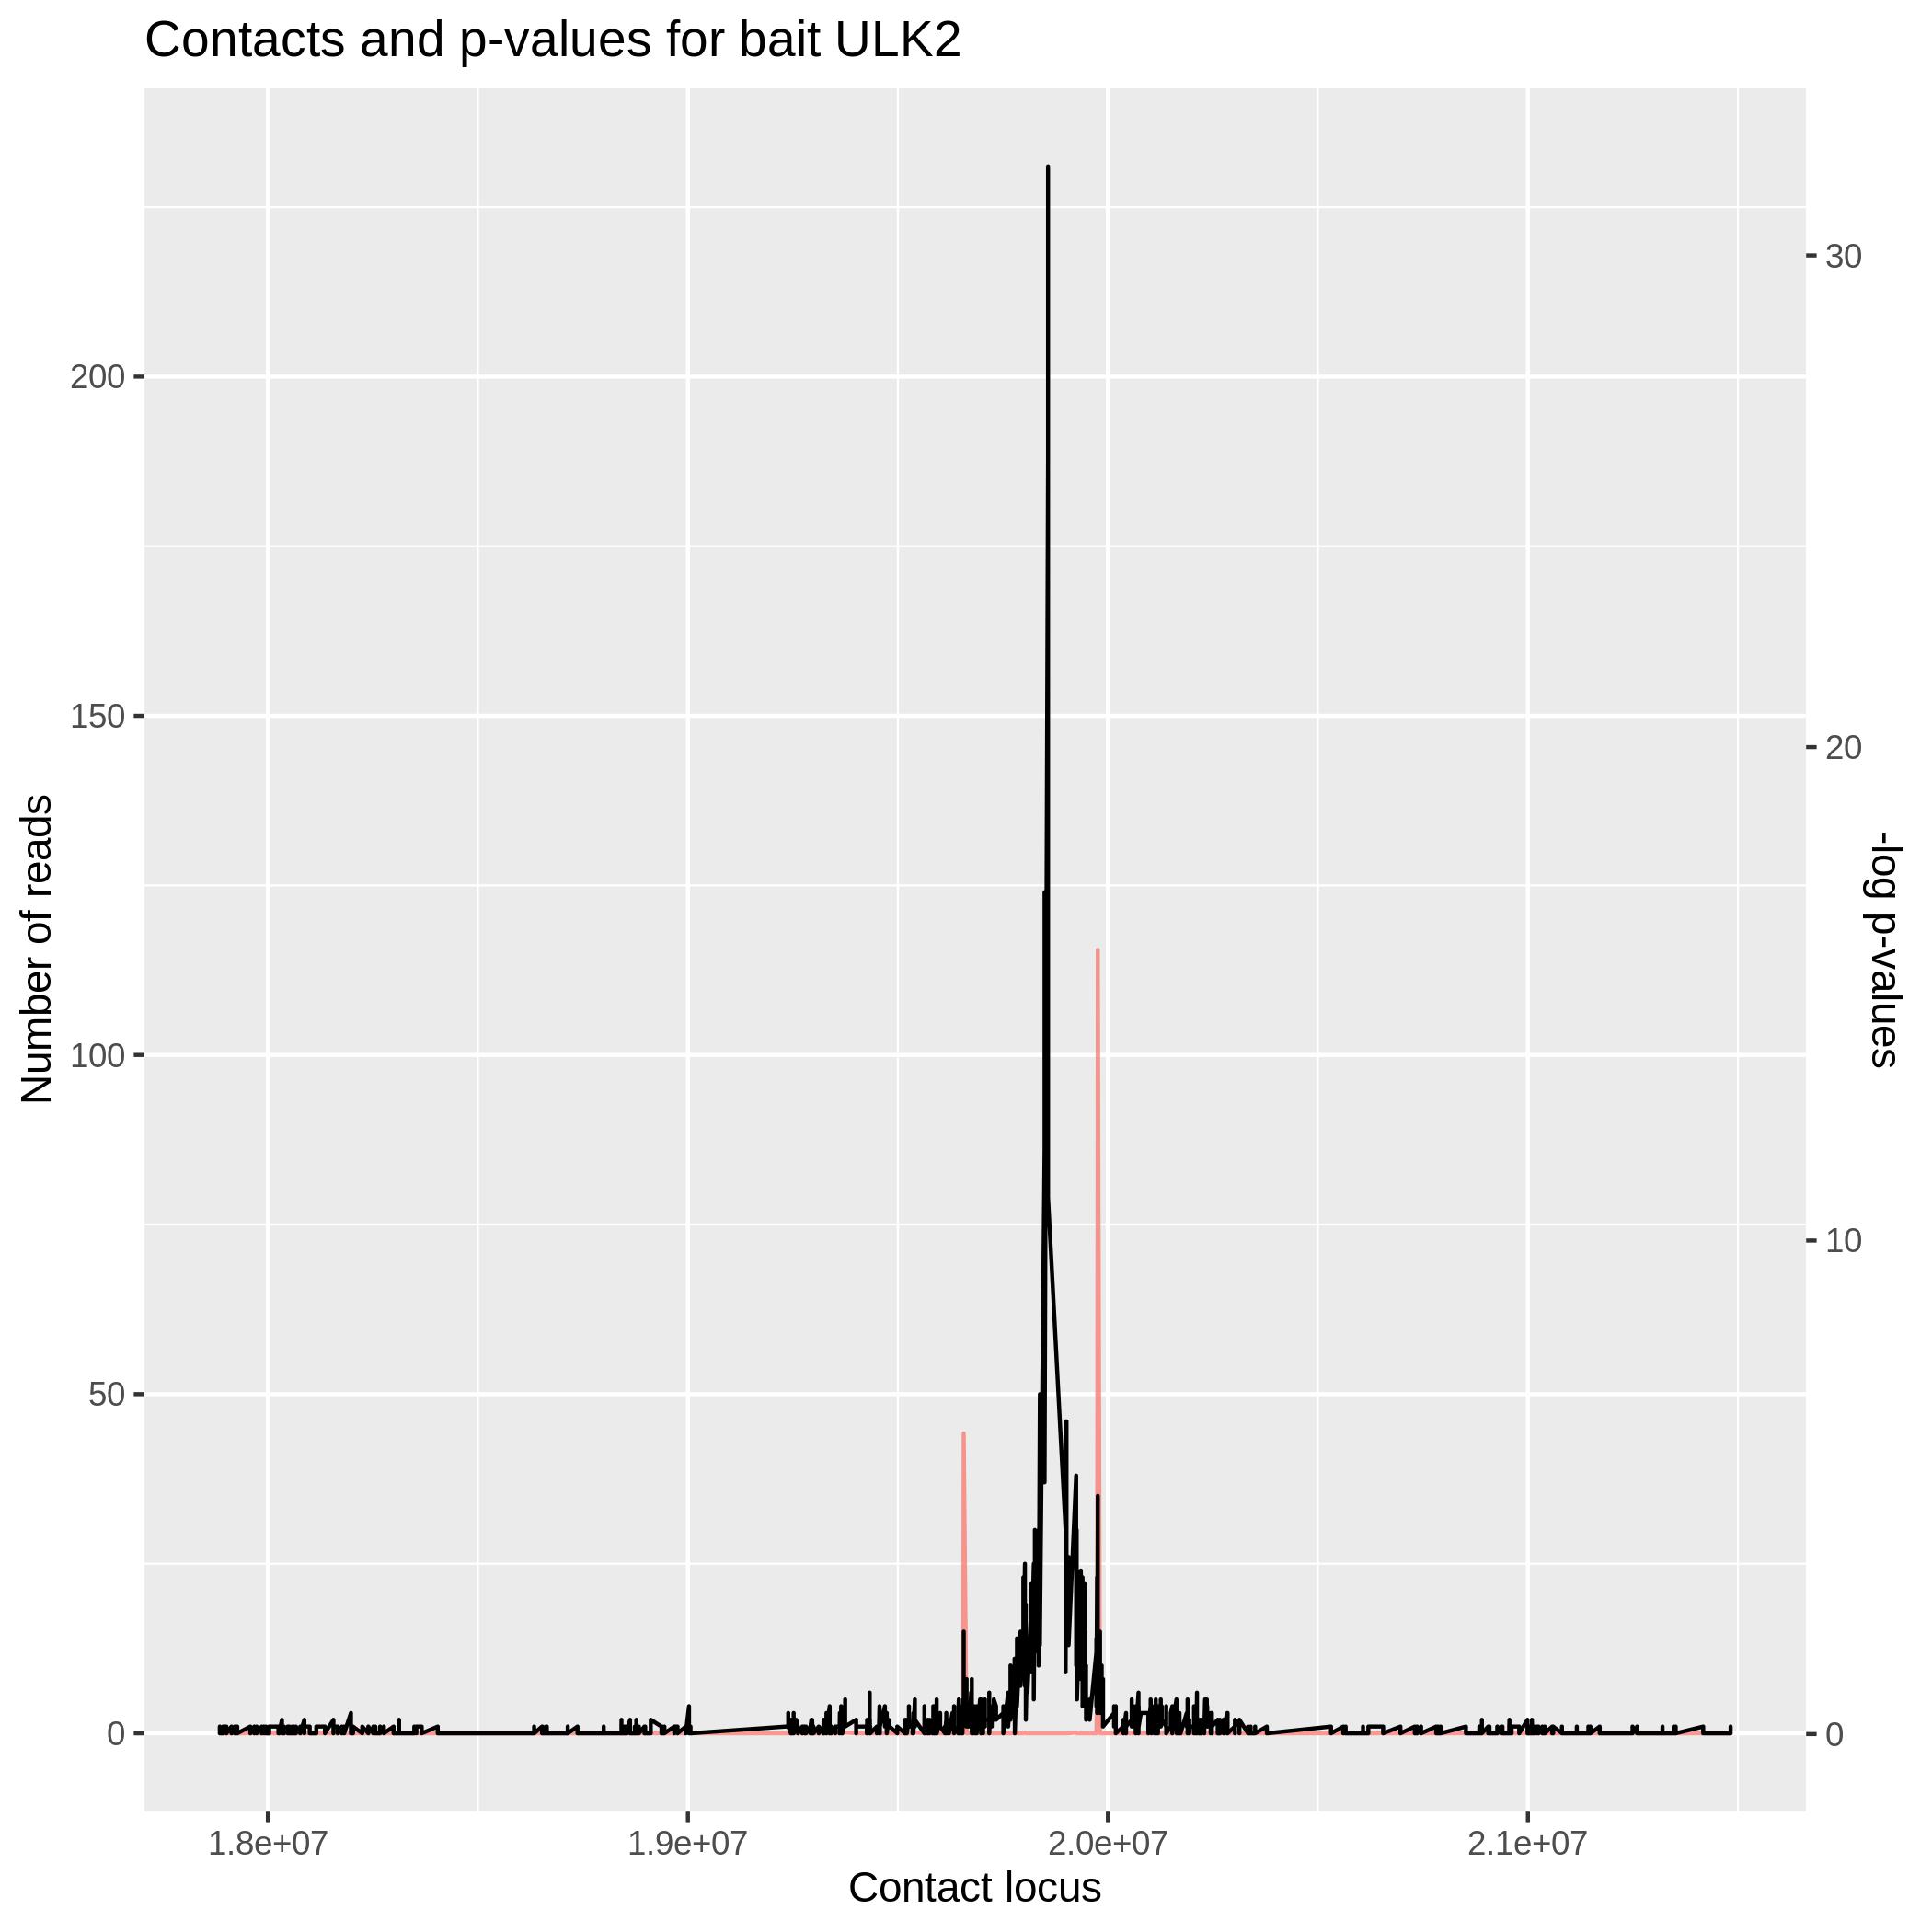 Contacts and p-values for bait ULK2
30
200
20
150
Number of reads
-log p-values
100
10
50
0
0
1.8e+07
1.9e+07
2.0e+07
2.1e+07
Contact locus